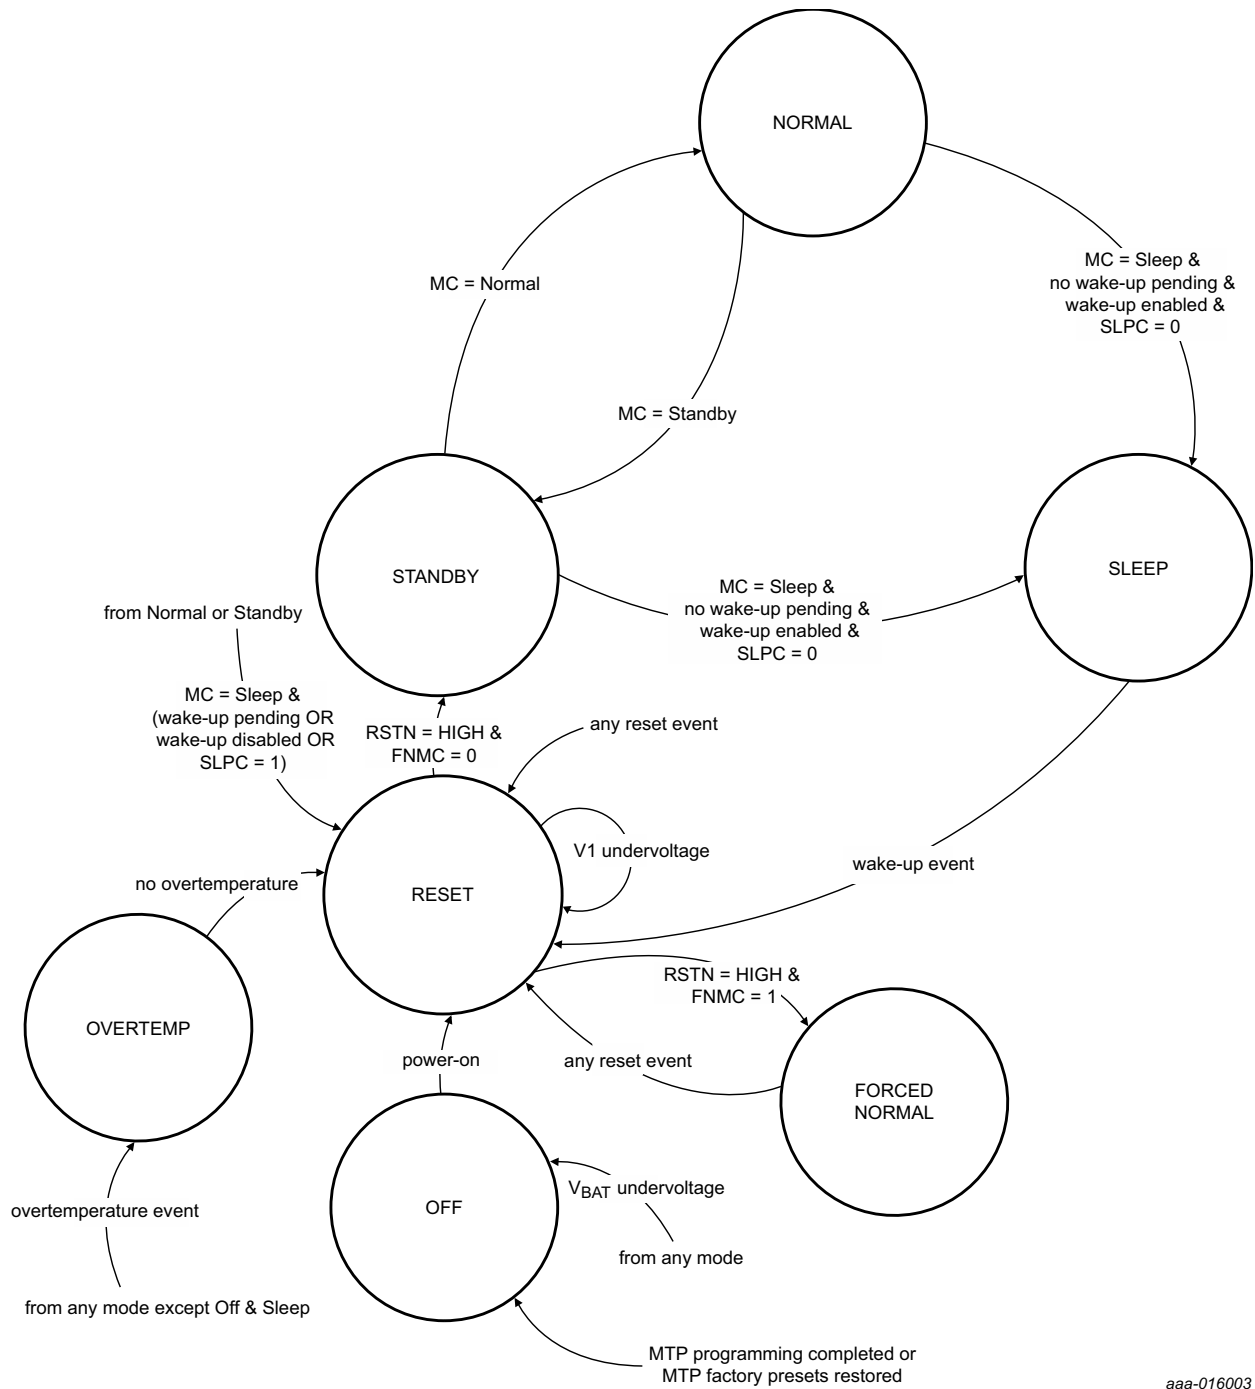 NORMAL
MC = Sleep &
no wake-up pending &
wake-up enabled &
SLPC = 0
MC = Normal
MC = Standby
STANDBY
SLEEP
MC = Sleep &
no wake-up pending &
wake-up enabled &
SLPC = 0
from Normal or Standby
MC = Sleep &
(wake-up pending OR
wake-up disabled OR
SLPC = 1)
RSTN = HIGH &
FNMC = 0
any reset event
V1 undervoltage
wake-up event
no overtemperature
RESET
RSTN = HIGH &
FNMC = 1
OVERTEMP
power-on
any reset event
FORCED
NORMAL
overtemperature event
OFF
VBAT undervoltage
from any mode
from any mode except Off & Sleep
MTP programming completed or
MTP factory presets restored
aaa-016003